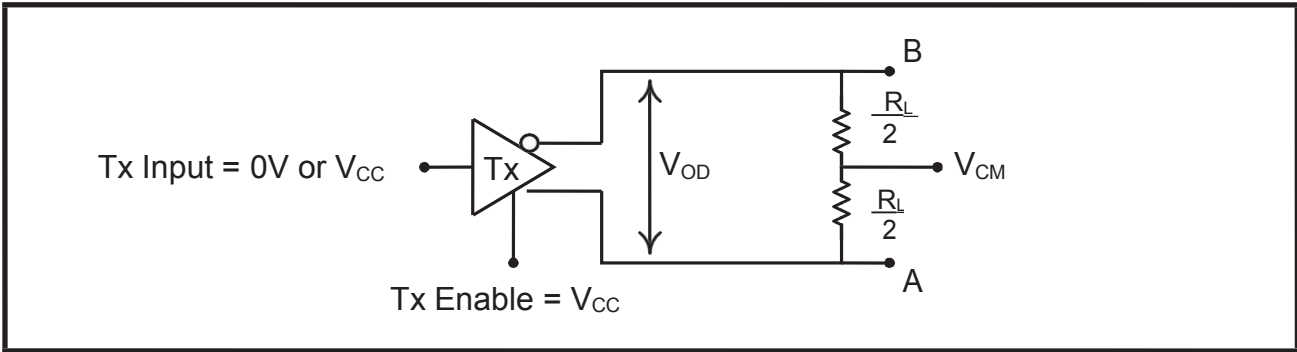 B
R_L
2
Tx Input = 0V or V_CC
Tx
V_OD
V_CM
R_L
2
A
Tx Enable = V_CC